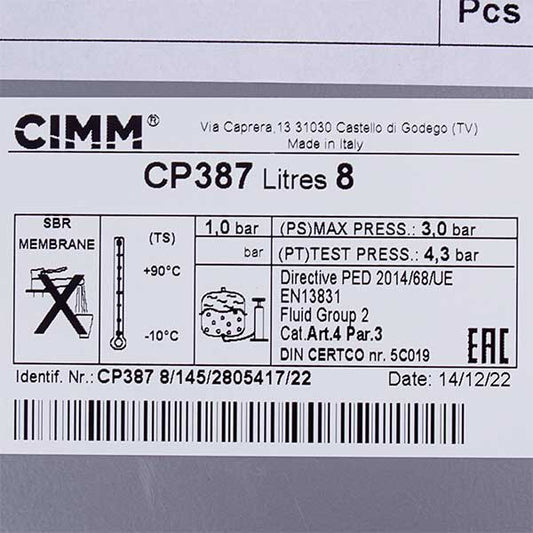 Pcs
CIMM®
Via Caprera,13 31030 Castello di Godego (TV)
Made in Italy
CP387 Litres 8
SBR
MEMBRANE
(TS)
+90°C
-10°C
1,0 bar
bar
(PS)MAX PRESS.: 3,0 bar
(PT)TEST PRESS.: 4,3 bar
Directive PED 2014/68/UE
EN13831
Fluid Group 2
Cat.Art.4 Par.3
DIN CERTCO nr. 5C019
EAC
Identif. Nr.: CP387 8/145/2805417/22
Date: 14/12/22